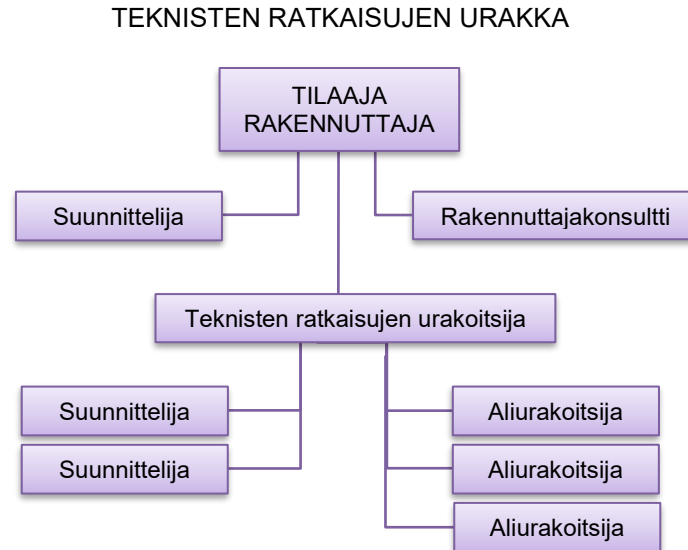 TEKNISTEN RATKAISUJEN URAKKA
TILAAJA
RAKENNUTTAJA
Suunnittelija
Rakennuttajakonsultti
Teknisten ratkaisujen urakoitsija
Suunnittelija
Aliurakoitsija
Suunnittelija
Aliurakoitsija
Aliurakoitsija